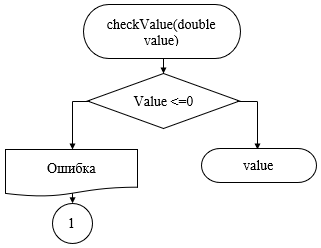 checkValue(double
value)
Value <=0
Ошибка
value
1